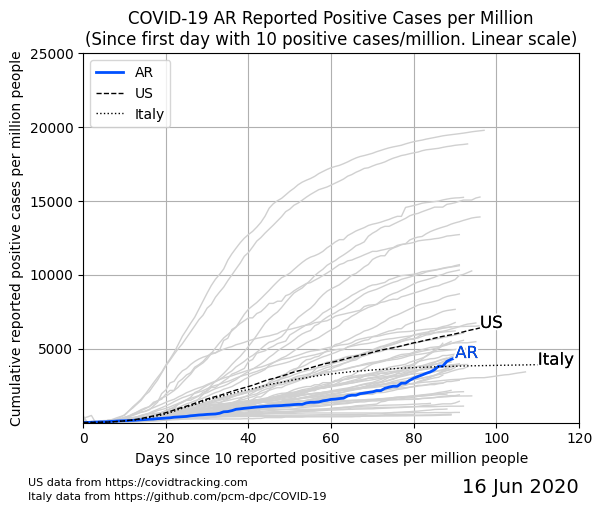 COVID-19 AR Reported Positive Cases per Million
(Since first day with 10 positive cases/million. Linear scale)
Cumulative reported positive cases per million people
25000
20000
15000
10000
5000
AR
US
Italy
US
AR
Italy
0
20
40
60
80
100
120
Days since 10 reported positive cases per million people
US data from https://covidtracking.com
Italy data from https://github.com/pcm-dpc/COVID-19
16 Jun 2020